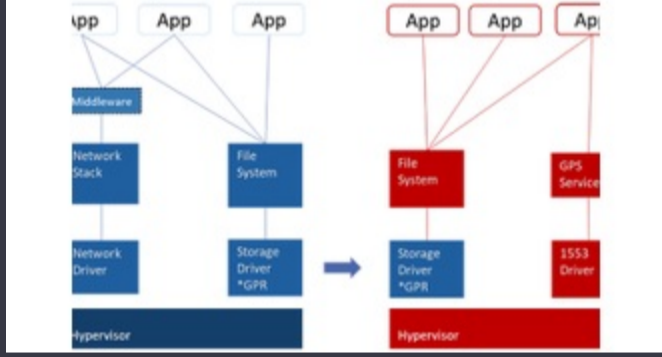 App
App
App
App
App
App
Middleware
Network
Stack
File
System
File
System
GPS
Service
Network
Driver
Storage
Driver
*GPR
Storage
Driver
*GPR
1553
Driver
Hypervisor
Hypervisor